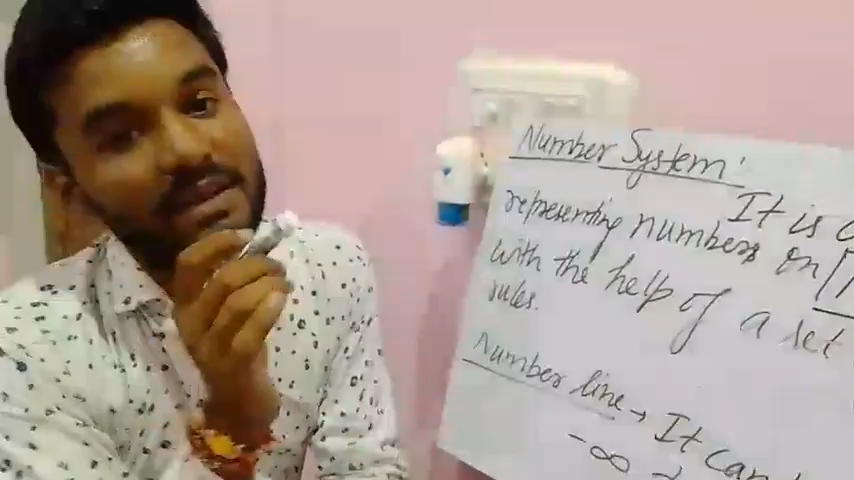 Number System:
It is
representing numbers on
with the help of a set
rules.
Number line → It can
-∞